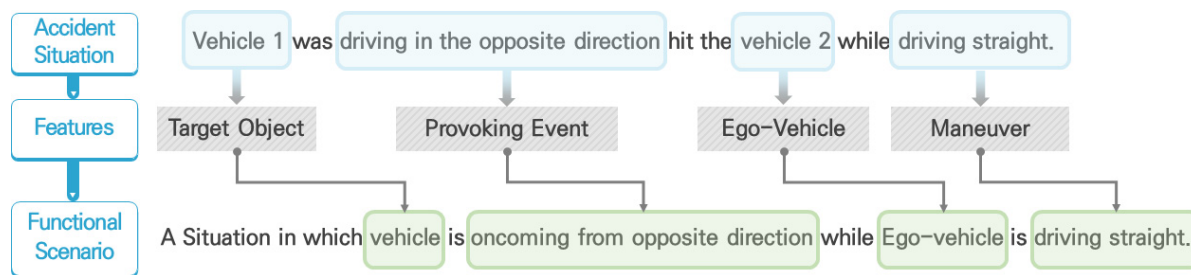 Accident
Situation
Vehicle 1 was driving in the opposite direction hit the vehicle 2 while driving straight.
Features
Target Object
Provoking Event
Ego-Vehicle
Maneuver
Functional
Scenario
A Situation in which vehicle is oncoming from opposite direction while Ego-vehicle is driving straight.